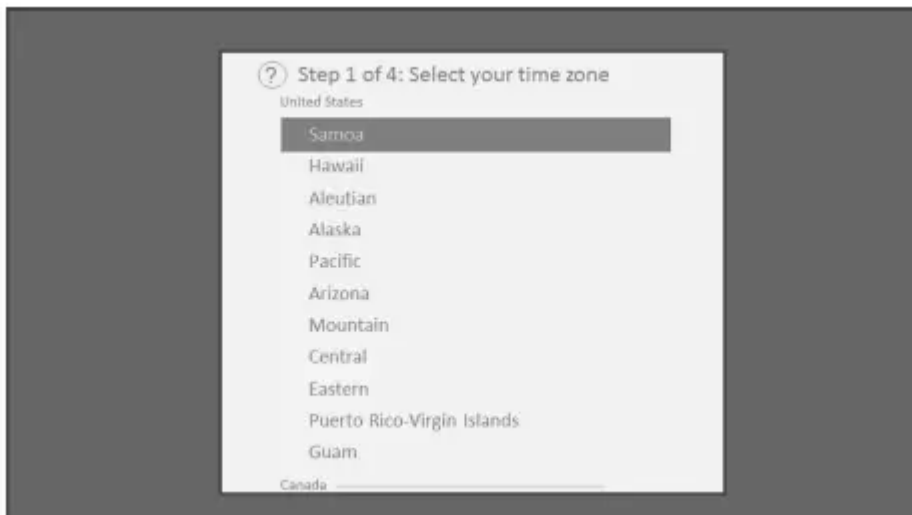 ? Step 1 of 4: Select your time zone
United States
Samoa
Hawaii
Aleutian
Alaska
Pacific
Arizona
Mountain
Central
Eastern
Puerto Rico-Virgin Islands
Guam
Canada